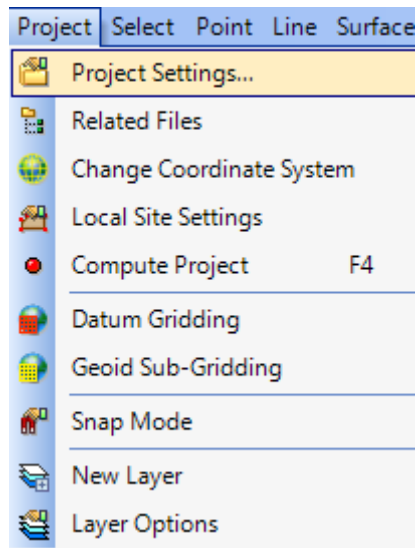 Project Select Point Line Surface
Project Settings...
Related Files
Change Coordinate System
Local Site Settings
Compute Project F4
Datum Gridding
Geoid Sub-Gridding
Snap Mode
New Layer
Layer Options